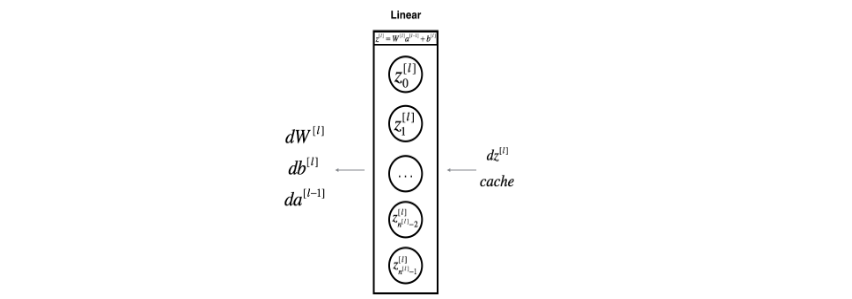 Linear
z^{[l]} = W^{[l]}a^{[l-1]} + b^{[l]}
z_0^{[l]}
z_1^{[l]}
...
z_{n^{[l]}-2}^{[l]}
z_{n^{[l]}-1}^{[l]}
dW^{[l]}
db^{[l]}
da^{[l-1]}
dz^{[l]}
cache